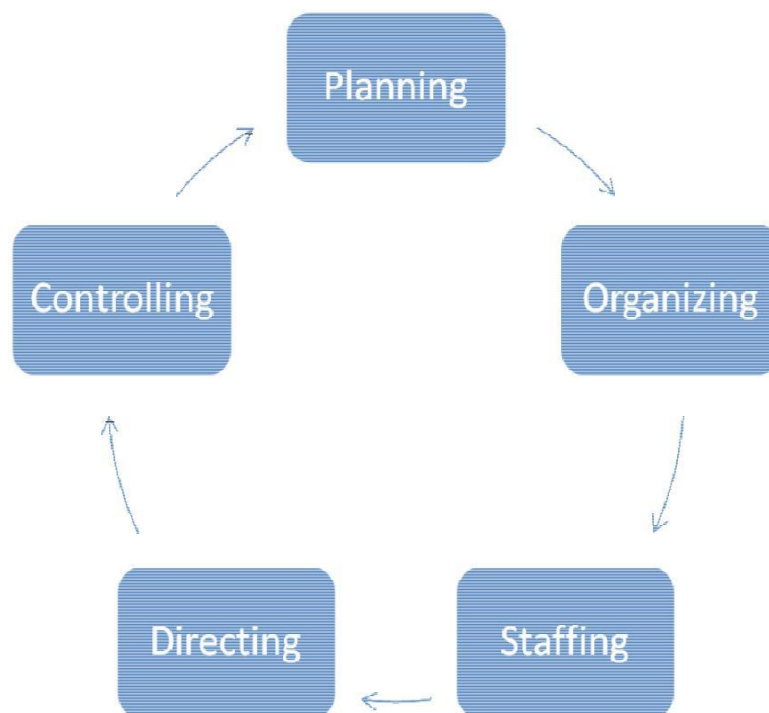 Planning
Organizing
Staffing
Directing
Controlling